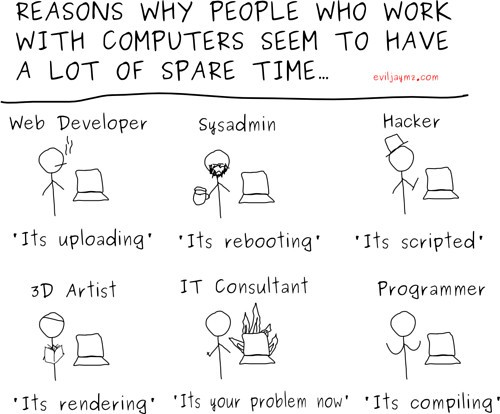 REASONS WHY PEOPLE WHO WORK
WITH COMPUTERS SEEM TO HAVE
A LOT OF SPARE TIME...
eviljaymz.com
Web Developer
Sysadmin
Hacker
'Its uploading'
'Its rebooting'
'Its scripted'
3D Artist
IT Consultant
Programmer
'Its rendering'
'Its your problem now'
'Its compiling'